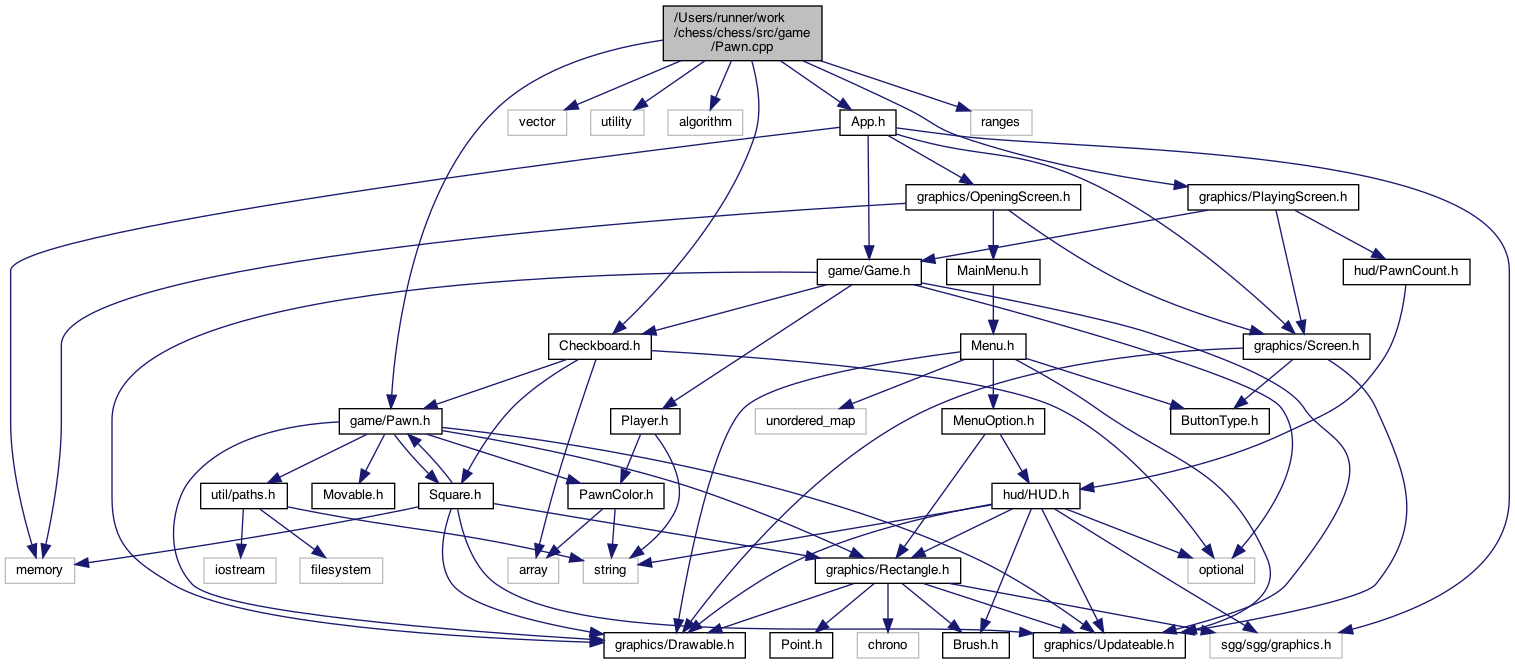 /Users/runner/work
/chess/chess/src/game
/Pawn.cpp
vector
utility
algorithm
App.h
ranges
graphics/OpeningScreen.h
graphics/PlayingScreen.h
game/Game.h
MainMenu.h
hud/PawnCount.h
Checkboard.h
Menu.h
graphics/Screen.h
game/Pawn.h
Player.h
unordered_map
MenuOption.h
ButtonType.h
util/paths.h
Movable.h
Square.h
PawnColor.h
hud/HUD.h
memory
iostream
filesystem
array
string
graphics/Rectangle.h
optional
graphics/Drawable.h
Point.h
chrono
Brush.h
graphics/Updateable.h
sgg/sgg/graphics.h